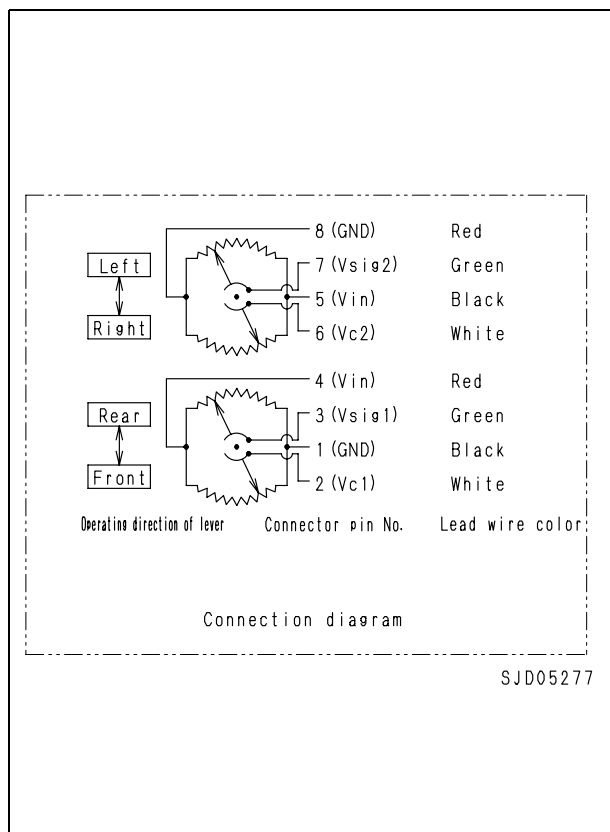 8 (GND) Red
Left 7 (Vsig2) Green
5 (Vin) Black
Right 6 (Vc2) White
4 (Vin) Red
Rear 3 (Vsig1) Green
1 (GND) Black
Front 2 (Vc1) White
Operating direction of lever Connector pin No. Lead wire color
Connection diagram
SJD05277